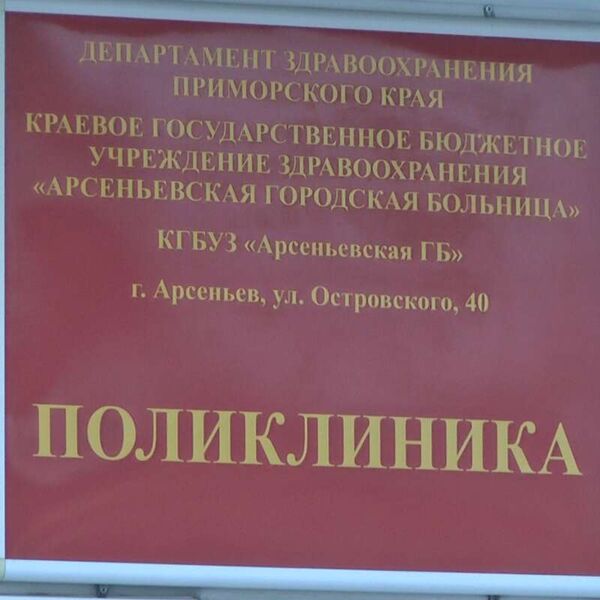 ДЕПАРТАМЕНТ ЗДРАВООХРАНЕНИЯ
ПРИМОРСКОГО КРАЯ
КРАЕВОЕ ГОСУДАРСТВЕННОЕ БЮДЖЕТНОЕ
УЧРЕЖДЕНИЕ ЗДРАВООХРАНЕНИЯ
«АРСЕНЬЕВСКАЯ ГОРОДСКАЯ БОЛЬНИЦА»
КГБУЗ «Арсеньевская ГБ»
г. Арсеньев, ул. Островского, 40
ПОЛИКЛИНИКА